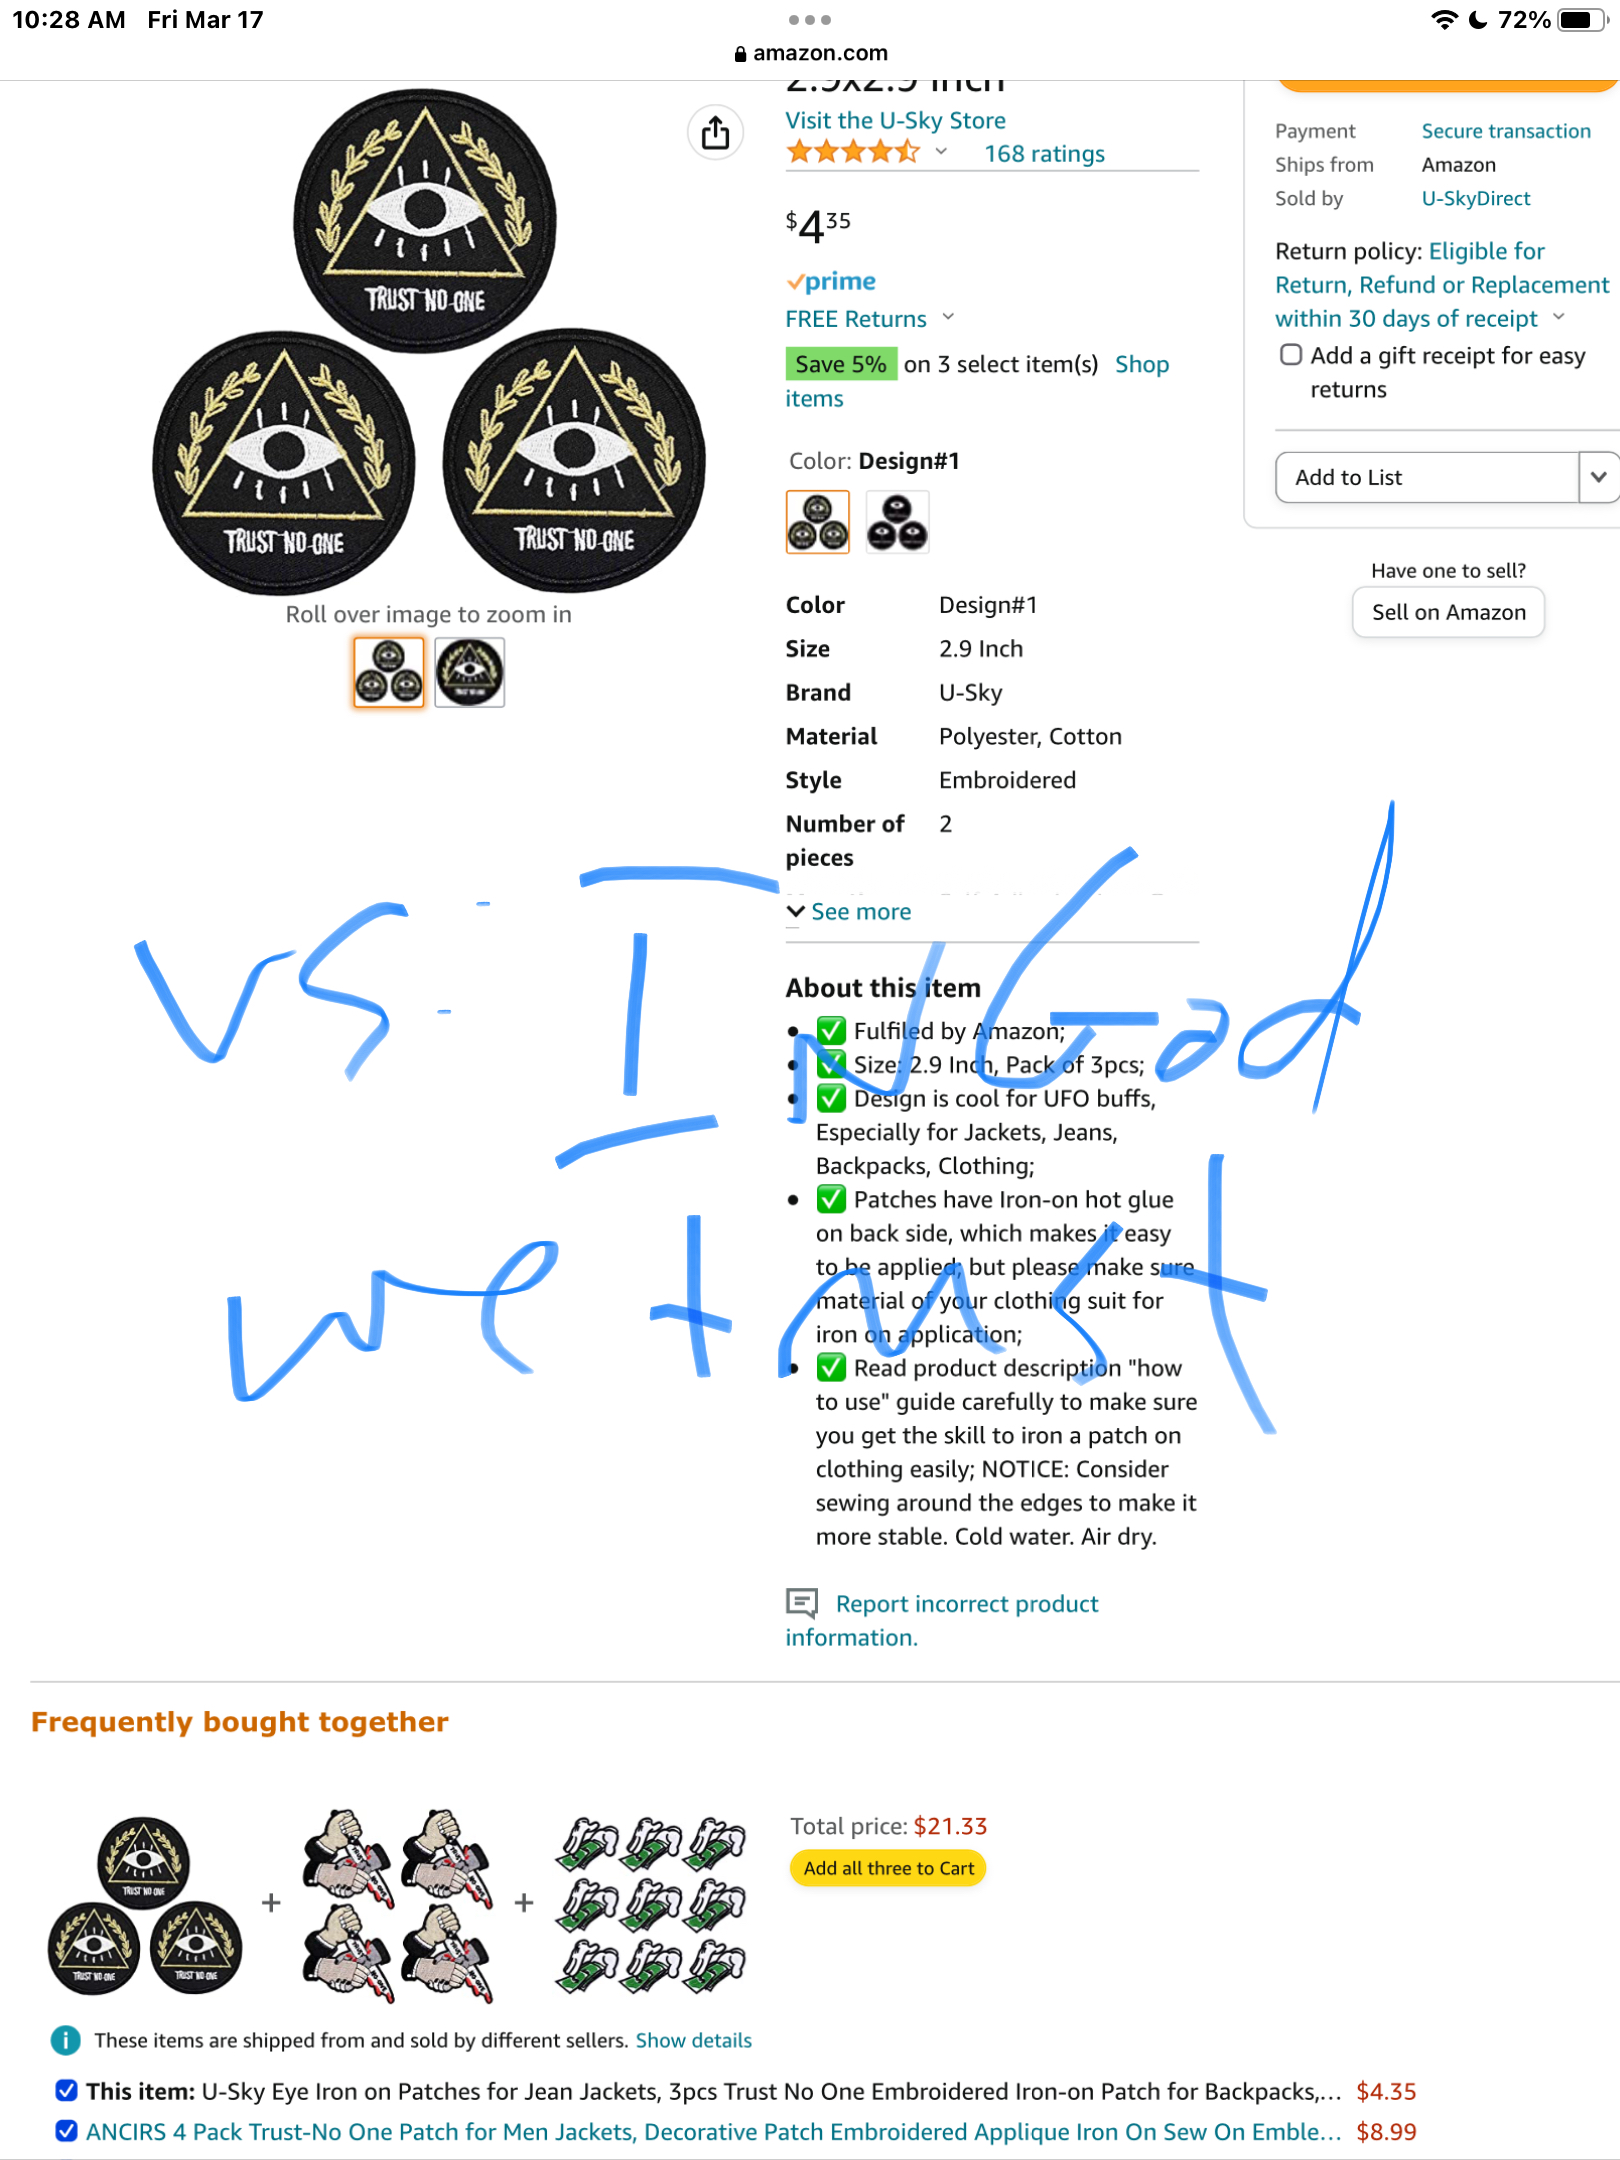 10:28 AM Fri Mar 17
72%
amazon.com
2.9x2.9 Inch
Visit the U-Sky Store
168 ratings
$4 35
prime
FREE Returns
Save 5% on 3 select item(s) Shop
items
Color: Design#1
Color Design#1
Size 2.9 Inch
Brand U-Sky
Material Polyester, Cotton
Style Embroidered
Number of 2
pieces
See more
About this item
Fulfiled by Amazon;
Size: 2.9 Inch, Pack of 3pcs;
Design is cool for UFO buffs,
Especially for Jackets, Jeans,
Backpacks, Clothing;
Patches have Iron-on hot glue
on back side, which makes it easy
to be applied; but please make sure
material of your clothing suit for
iron on application;
Read product description "how
to use" guide carefully to make sure
you get the skill to iron a patch on
clothing easily; NOTICE: Consider
sewing around the edges to make it
more stable. Cold water. Air dry.
Report incorrect product
information.
Payment Secure transaction
Ships from Amazon
Sold by U-SkyDirect
Return policy: Eligible for
Return, Refund or Replacement
within 30 days of receipt
Add a gift receipt for easy
returns
Add to List
Have one to sell?
Sell on Amazon
TRUST NO ONE
TRUST NO ONE
TRUST NO ONE
Roll over image to zoom in
VS: IN God
we trust
Frequently bought together
TRUST NO ONE
TRUST NO ONE
TRUST NO ONE
+
+
Total price: $21.33
Add all three to Cart
These items are shipped from and sold by different sellers. Show details
This item: U-Sky Eye Iron on Patches for Jean Jackets, 3pcs Trust No One Embroidered Iron-on Patch for Backpacks,... $4.35
ANCIRS 4 Pack Trust-No One Patch for Men Jackets, Decorative Patch Embroidered Applique Iron On Sew On Emble... $8.99